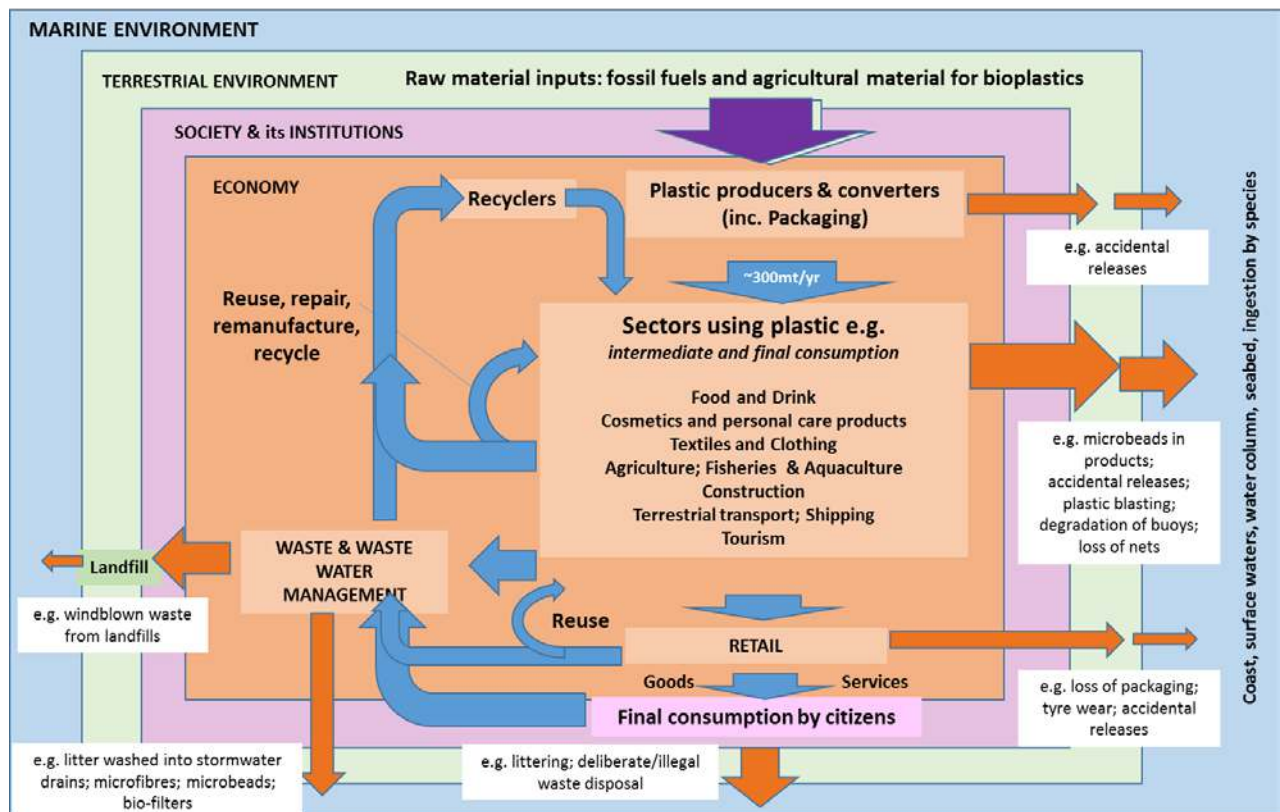 MARINE ENVIRONMENT
TERRESTRIAL ENVIRONMENT
Raw material inputs: fossil fuels and agricultural material for bioplastics
SOCIETY & its INSTITUTIONS
ECONOMY
Recyclers
Plastic producers & converters
(inc. Packaging)
e.g. accidental
releases
~300mt/yr
Reuse, repair,
remanufacture,
recycle
Sectors using plastic e.g.
intermediate and final consumption
Food and Drink
Cosmetics and personal care products
Textiles and Clothing
Agriculture; Fisheries & Aquaculture
Construction
Terrestrial transport; Shipping
Tourism
e.g. microbeads in
products;
accidental releases;
plastic blasting;
degradation of buoys;
loss of nets
Coast, surface waters, water column, seabed, ingestion by species
WASTE & WASTE
WATER
MANAGEMENT
Landfill
e.g. windblown waste
from landfills
Reuse
RETAIL
Goods
Services
Final consumption by citizens
e.g. loss of packaging;
tyre wear; accidental
releases
e.g. litter washed into stormwater
drains; microfibres; microbeads;
bio-filters
e.g. littering; deliberate/illegal
waste disposal